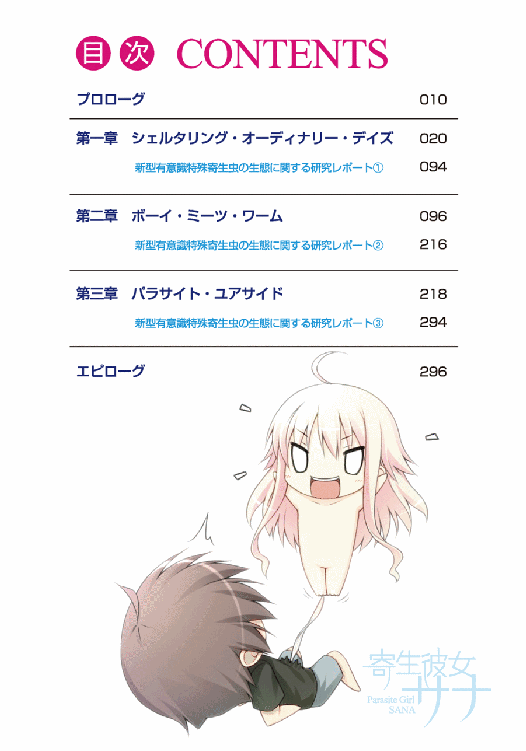 目次 CONTENTS
プロローグ 010
第一章 シェルタリング・オーディナリー・デイズ 020
新型有意識特殊寄生虫の生態に関する研究レポート① 094
第二章 ボーイ・ミーツ・ワーム 096
新型有意識特殊寄生虫の生態に関する研究レポート② 216
第三章 パラサイト・ユアサイド 218
新型有意識特殊寄生虫の生態に関する研究レポート③ 294
エピローグ 296
寄生彼女
サナ
Parasite Girl
SANA